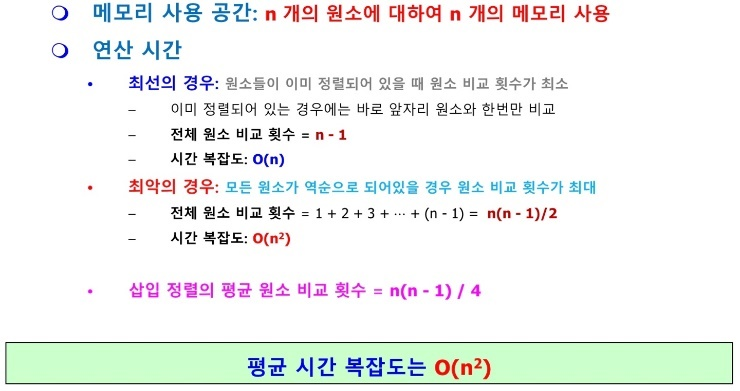 ❍ 메모리 사용 공간: n 개의 원소에 대하여 n 개의 메모리 사용
❍ 연산 시간
• 최선의 경우: 원소들이 이미 정렬되어 있을 때 원소 비교 횟수가 최소
– 이미 정렬되어 있는 경우에는 바로 앞자리 원소와 한번만 비교
– 전체 원소 비교 횟수 = n - 1
– 시간 복잡도: O(n)
• 최악의 경우: 모든 원소가 역순으로 되어있을 경우 원소 비교 횟수가 최대
– 전체 원소 비교 횟수 = 1 + 2 + 3 + ⋯ + (n - 1) = n(n - 1)/2
– 시간 복잡도: O(n²)
• 삽입 정렬의 평균 원소 비교 횟수 = n(n - 1) / 4
평균 시간 복잡도는 O(n²)